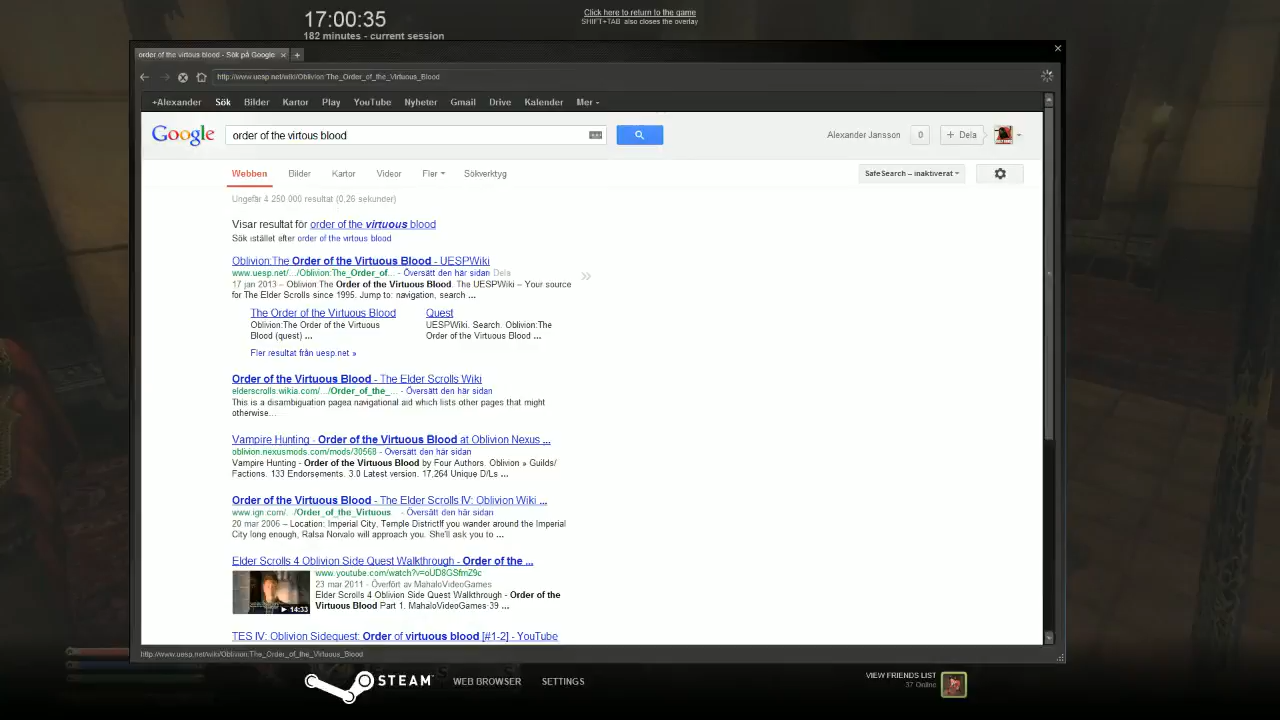 17:00:35
182 minutes - current session
Click here to return to the game
SHIFT+TAB also closes the overlay
order of the virtous blood - Sök på Google
http://www.uesp.net/wiki/Oblivion:The_Order_of_the_Virtuous_Blood
+Alexander Sök Bilder Kartor Play YouTube Nyheter Gmail Drive Kalender Mer
Google order of the virtous blood
Alexander Jansson 0 + Dela
Webben Bilder Kartor Videor Fler Sökverktyg
SafeSearch – inaktiverat
Ungefär 4 250 000 resultat (0,26 sekunder)
Visar resultat för order of the virtuous blood
Sök istället efter order of the virtous blood
Oblivion:The Order of the Virtuous Blood - UESPWiki
www.uesp.net/.../Oblivion:The_Order_of... - Översätt den här sidan Dela
17 jan 2013 – Oblivion The Order of the Virtuous Blood. The UESPWiki – Your source
for The Elder Scrolls since 1995. Jump to: navigation, search ...
The Order of the Virtuous Blood
Oblivion:The Order of the Virtuous
Blood (quest) ...
Quest
UESPWiki. Search. Oblivion:The
Order of the Virtuous Blood ...
Fler resultat från uesp.net »
Order of the Virtuous Blood - The Elder Scrolls Wiki
elderscrolls.wikia.com/.../Order_of_the_... - Översätt den här sidan
This is a disambiguation pagea navigational aid which lists other pages that might
otherwise...
Vampire Hunting - Order of the Virtuous Blood at Oblivion Nexus ...
oblivion.nexusmods.com/mods/30568 - Översätt den här sidan
Vampire Hunting - Order of the Virtuous Blood by Four Authors. Oblivion » Guilds/
Factions. 133 Endorsements. 3.0 Latest version. 17,264 Unique D/Ls ...
Order of the Virtuous Blood - The Elder Scrolls IV: Oblivion Wiki ...
www.ign.com/.../Order_of_the_Virtuous - Översätt den här sidan
20 mar 2006 – Location: Imperial City, Temple DistrictIf you wander around the Imperial
City long enough, Ralsa Norvalo will approach you. She'll ask you to ...
Elder Scrolls 4 Oblivion Side Quest Walkthrough - Order of the ...
www.youtube.com/watch?v=oUD8GSfmZ9c
23 mar 2011 - Överfört av MahaloVideoGames
Elder Scrolls 4 Oblivion Side Quest Walkthrough - Order of the
Virtuous Blood Part 1. MahaloVideoGames·39 ...
14:33
TES IV: Oblivion Sidequest: Order of virtuous blood [#1-2] - YouTube
http://www.uesp.net/wiki/Oblivion:The_Order_of_the_Virtuous_Blood
STEAM WEB BROWSER SETTINGS
VIEW FRIENDS LIST
37 Online